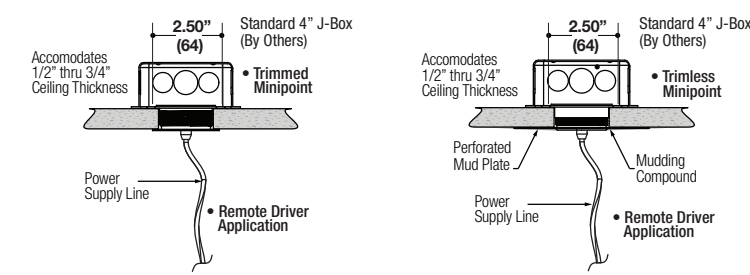 2.50”
(64)
Standard 4” J-Box
(By Others)
Accomodates
1/2” thru 3/4”
Ceiling Thickness
• Trimmed
Minipoint
Power
Supply Line
• Remote Driver
Application
2.50”
(64)
Standard 4” J-Box
(By Others)
Accomodates
1/2” thru 3/4”
Ceiling Thickness
• Trimless
Minipoint
Perforated
Mud Plate
Mudding
Compound
Power
Supply Line
• Remote Driver
Application